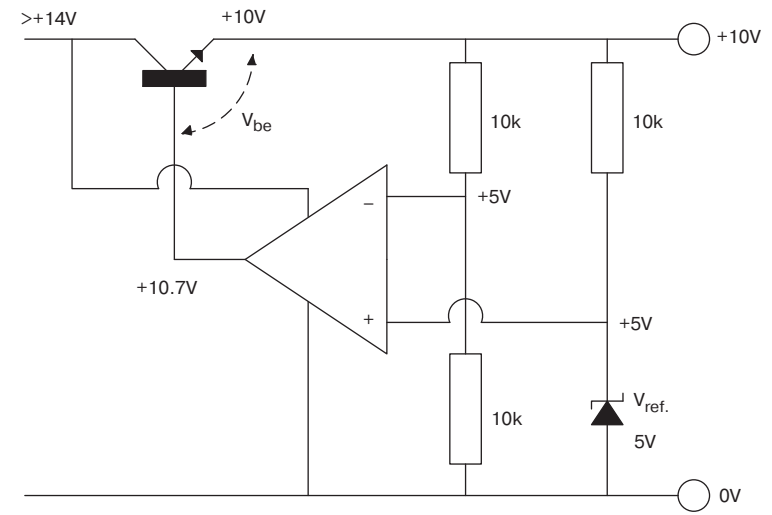 >+14V
+10V
+10V
V_be
10k
10k
−
+5V
+10.7V
+
+5V
10k
V_ref.
5V
0V